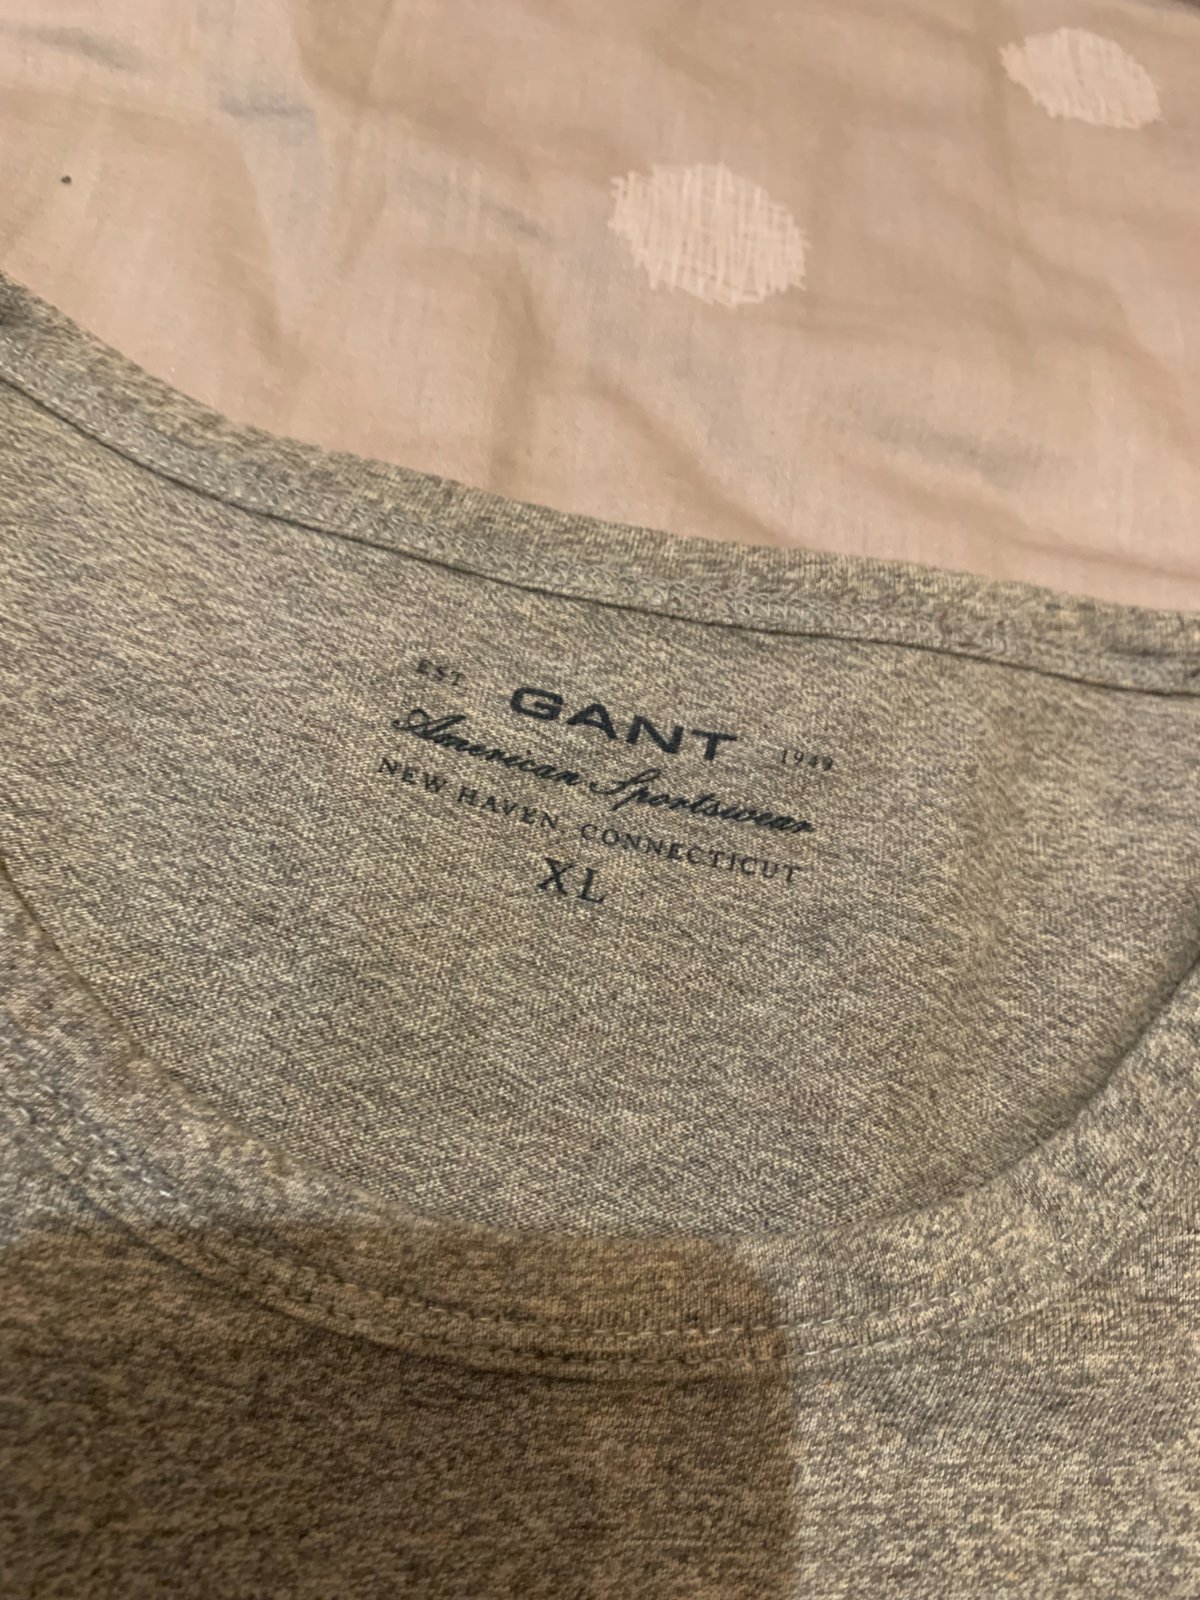 EST. GANT 1949
American Sportswear
NEW HAVEN, CONNECTICUT
XL